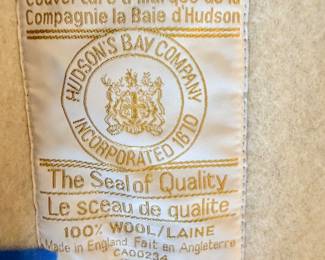 Couverture à Marque de la
Compagnie la Baie d'Hudson
HUDSON'S BAY COMPANY
INCORPORATED 1670
The Seal of Quality
Le sceau de qualite
100% WOOL/LAINE
Made in England Fait en Angleterre
CA00234